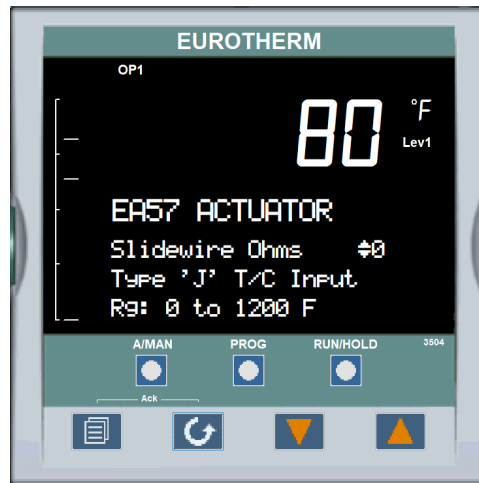 EUROTHERM
OP1
80 °F
Lev1
EA57 ACTUATOR
Slidewire Ohms 0
Type 'J' T/C Input
Rg: 0 to 1200 F
A/MAN PROG RUN/HOLD 3504
Ack